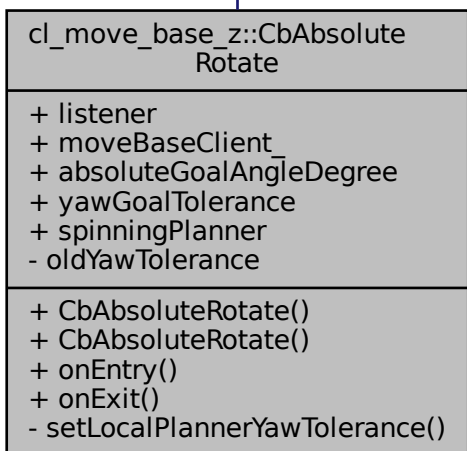 cl_move_base_z::CbAbsolute
Rotate
+ listener
+ moveBaseClient_
+ absoluteGoalAngleDegree
+ yawGoalTolerance
+ spinningPlanner
- oldYawTolerance
+ CbAbsoluteRotate()
+ CbAbsoluteRotate()
+ onEntry()
+ onExit()
- setLocalPlannerYawTolerance()